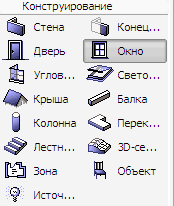 Конструирование
Стена Конец...
Дверь Окно
Углов... Свето...
Крыша Балка
Колонна Перек...
Лестн... 3D-се...
Зона Объект
Источ...